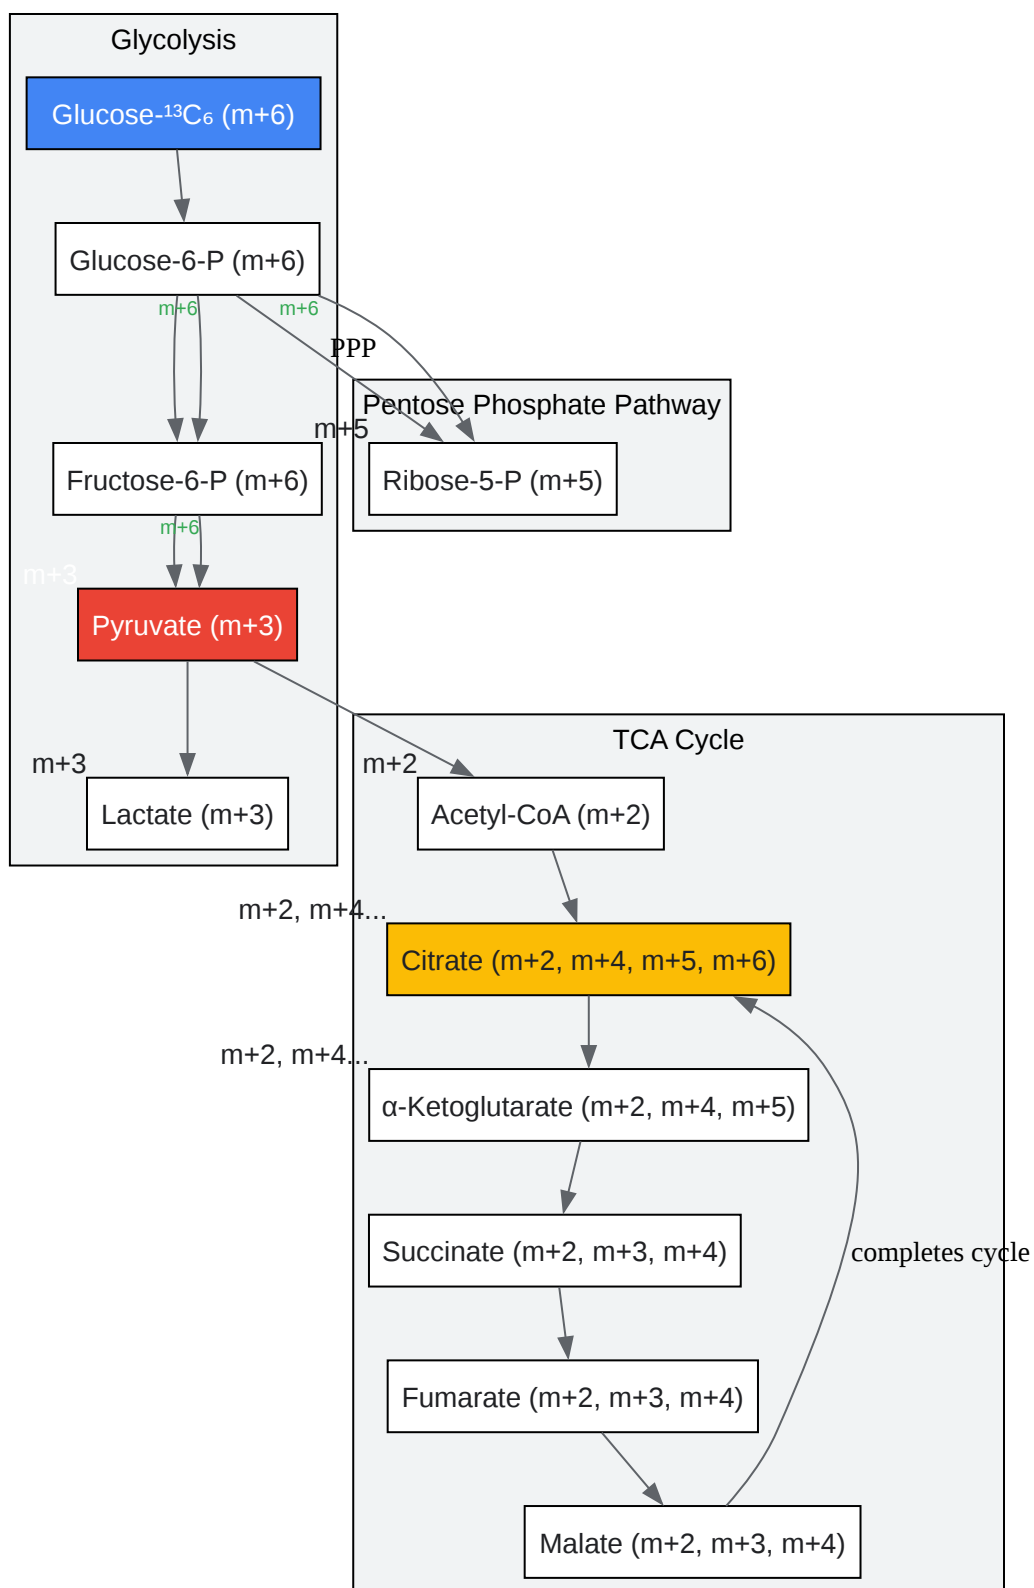 Glycolysis
Glucose-¹³C₆ (m+6)
Glucose-6-P (m+6)
m+6
m+6
PPP
Pentose Phosphate Pathway
m+5
Fructose-6-P (m+6)
Ribose-5-P (m+5)
m+6
m+3
Pyruvate (m+3)
TCA Cycle
m+3
m+2
Lactate (m+3)
Acetyl-CoA (m+2)
m+2, m+4...
Citrate (m+2, m+4, m+5, m+6)
m+2, m+4...
α-Ketoglutarate (m+2, m+4, m+5)
Succinate (m+2, m+3, m+4)
completes cycle
Fumarate (m+2, m+3, m+4)
Malate (m+2, m+3, m+4)